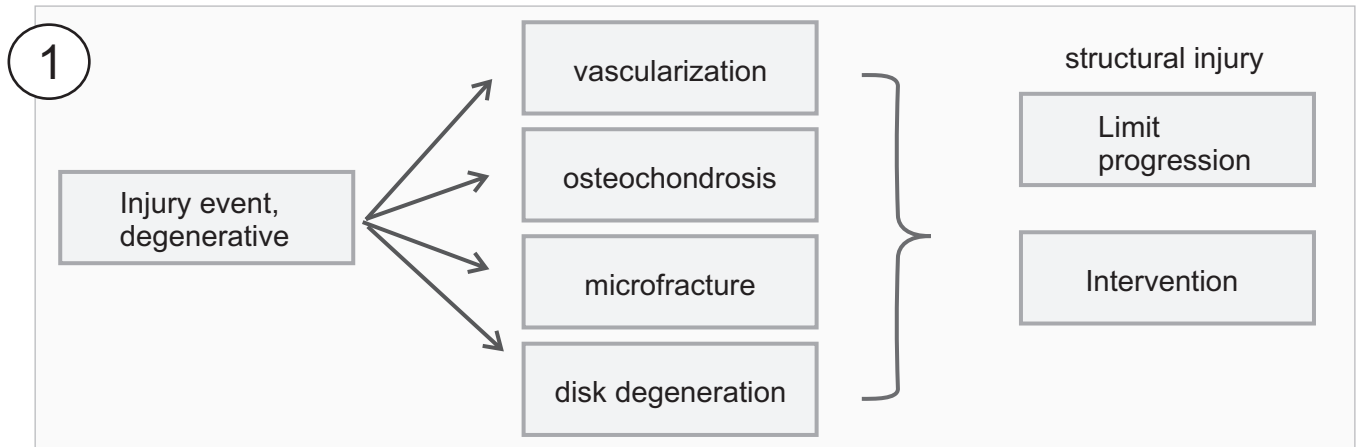 1
Injury event,
degenerative
vascularization
osteochondrosis
microfracture
disk degeneration
structural injury
Limit
progression
Intervention